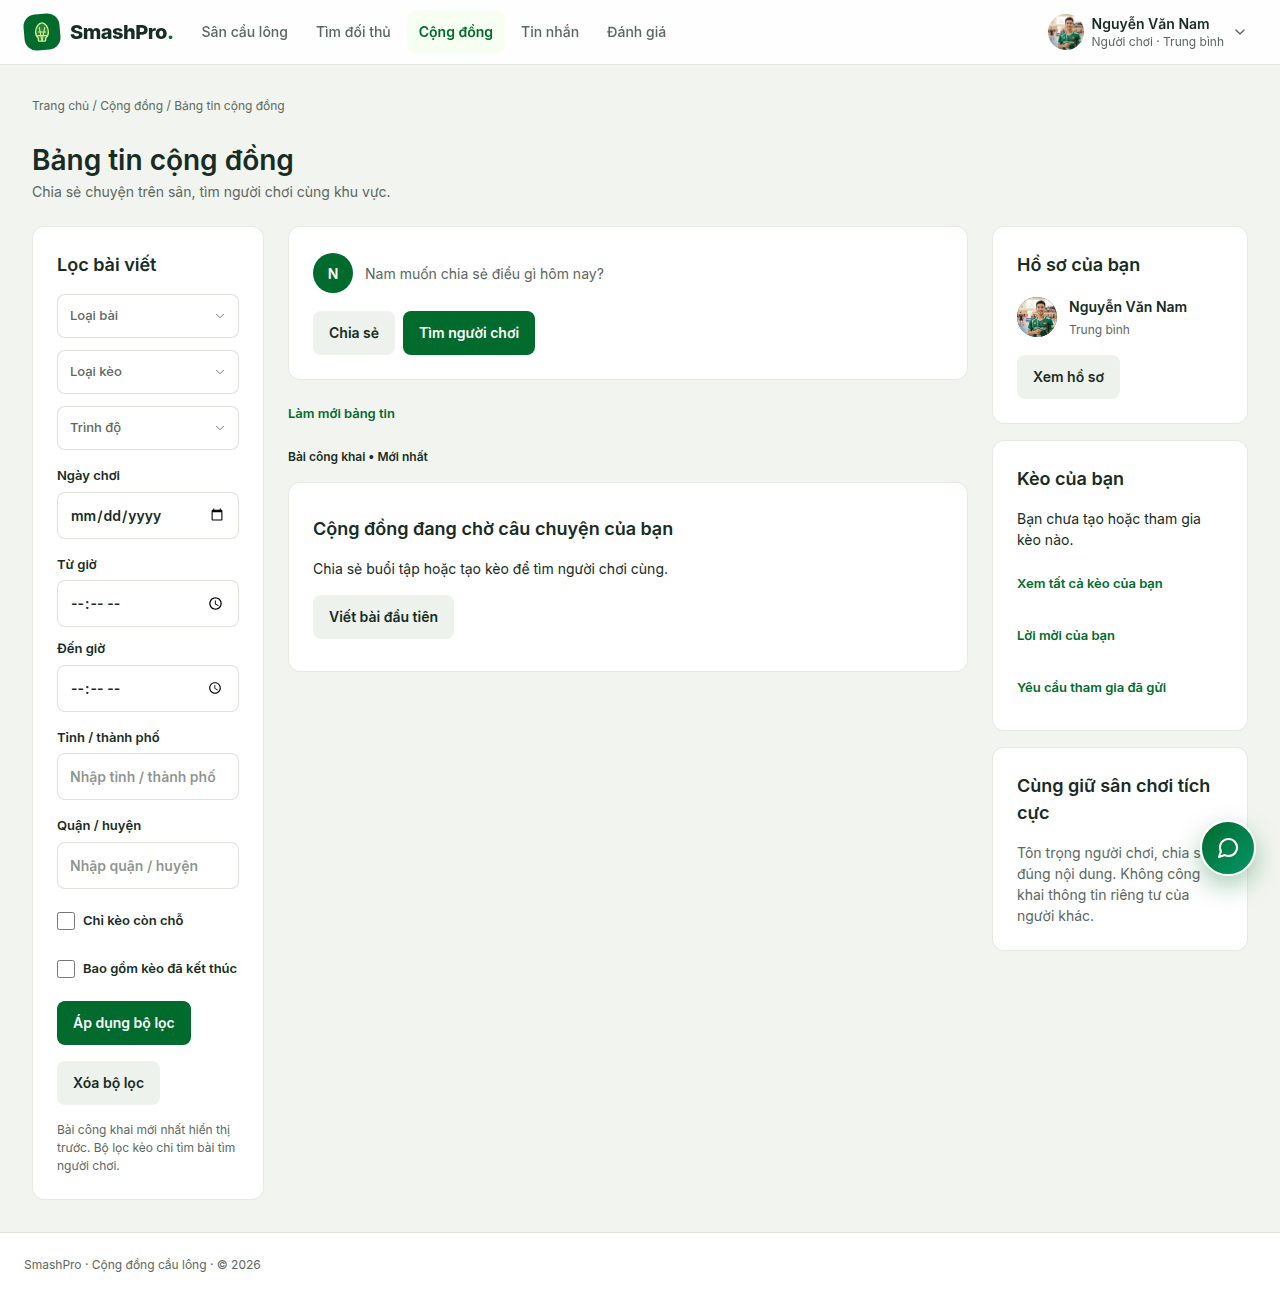 SmashPro.
Sân cầu lông
Tìm đối thủ
Cộng đồng
Tin nhắn
Đánh giá
Nguyễn Văn Nam
Người chơi · Trung bình
Trang chủ / Cộng đồng / Bảng tin cộng đồng
Bảng tin cộng đồng
Chia sẻ chuyện trên sân, tìm người chơi cùng khu vực.
Lọc bài viết
Loại bài
Loại kèo
Trình độ
Ngày chơi
mm/dd/yyyy
Từ giờ
--:-- --
Đến giờ
--:-- --
Tỉnh / thành phố
Nhập tỉnh / thành phố
Quận / huyện
Nhập quận / huyện
Chỉ kèo còn chỗ
Bao gồm kèo đã kết thúc
Áp dụng bộ lọc
Xóa bộ lọc
Bài công khai mới nhất hiển thị
trước. Bộ lọc kèo chỉ tìm bài tìm
người chơi.
N
Nam muốn chia sẻ điều gì hôm nay?
Chia sẻ
Tìm người chơi
Làm mới bảng tin
Bài công khai • Mới nhất
Cộng đồng đang chờ câu chuyện của bạn
Chia sẻ buổi tập hoặc tạo kèo để tìm người chơi cùng.
Viết bài đầu tiên
Hồ sơ của bạn
Nguyễn Văn Nam
Trung bình
Xem hồ sơ
Kèo của bạn
Bạn chưa tạo hoặc tham gia
kèo nào.
Xem tất cả kèo của bạn
Lời mời của bạn
Yêu cầu tham gia đã gửi
Cùng giữ sân chơi tích
cực
Tôn trọng người chơi, chia
đúng nội dung. Không công
khai thông tin riêng tư của
người khác.
SmashPro · Cộng đồng cầu lông · © 2026